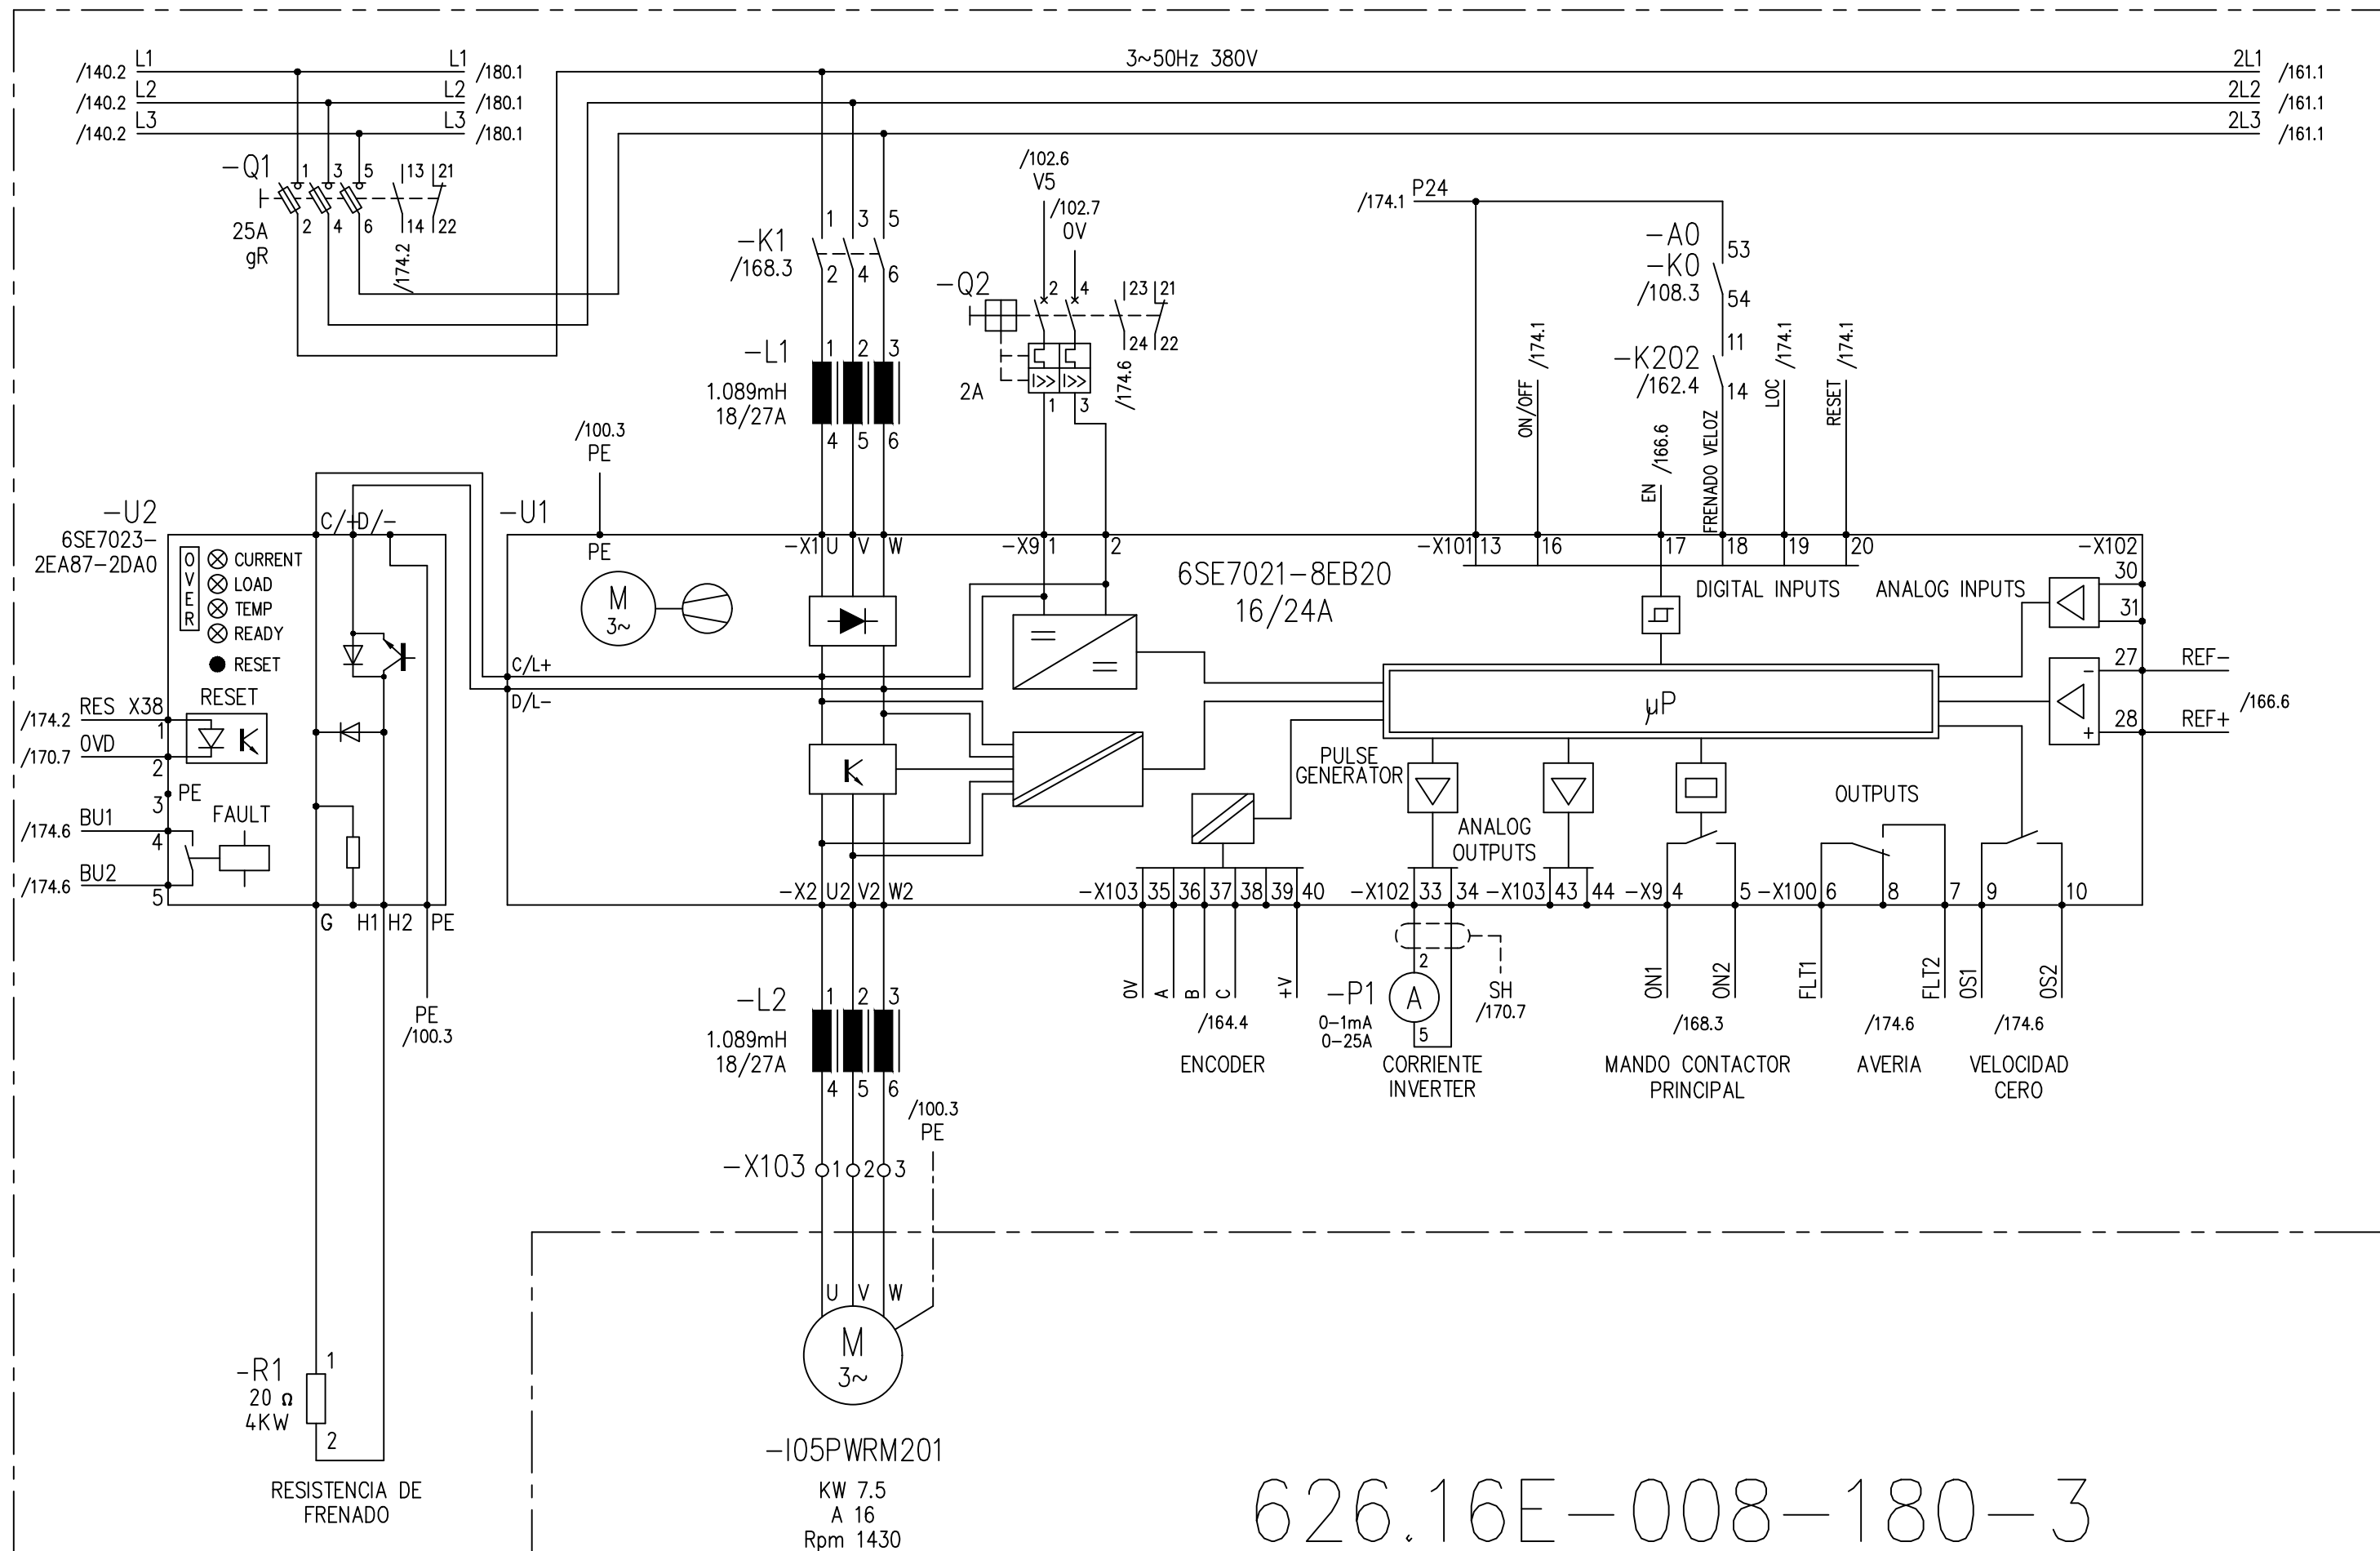 3~50Hz 380V
/140.2 L1 L1 /180.1
/140.2 L2 L2 /180.1
/140.2 L3 L3 /180.1
2L1 /161.1
2L2 /161.1
2L3 /161.1
-Q1
1 3 5 13 21
2 4 6 14 22
25A
gR
/174.2
-K1
/168.3
1 3 5
2 4 6
-L1
1.089mH
18/27A
1 2 3
4 5 6
/102.6
V5
/102.7
0V
-Q2
2 4 23 21
24 22
2A
1 3
/174.6
/174.1 P24
-A0
-K0
/108.3
53
54
-K202
/162.4
11
14
ON/OFF /174.1
EN /166.6
FRENADO VELOZ
LOC /174.1
RESET /174.1
/100.3
PE
-U2
6SE7023-
2EA87-2DA0
C/+ D/-
OVER
CURRENT
LOAD
TEMP
READY
RESET
RESET
/174.2 RES X38
1
/170.7 0VD
2
3 PE
/174.6 BU1
4
FAULT
/174.6 BU2
5
G H1 H2 PE
PE
/100.3
-U1
PE
-X1 U V W
-X9 1 2
-X101 13 16 17 18 19 20
-X102
M
3~
6SE7021-8EB20
16/24A
DIGITAL INPUTS
ANALOG INPUTS
30
31
C/L+
D/L-
μP
27 REF-
28 REF+
- +
/166.6
PULSE
GENERATOR
ANALOG
OUTPUTS
OUTPUTS
-X2 U2 V2 W2
-X103 35 36 37 38 39 40
-X102 33 34
-X103 43 44
-X9 4 5
-X100 6 8 7 9 10
0V A B C +V
/164.4
ENCODER
-P1
0-1mA
0-25A
2
A
5
SH
/170.7
CORRIENTE
INVERTER
ON1 ON2
/168.3
MANDO CONTACTOR
PRINCIPAL
FLT1 FLT2
/174.6
AVERIA
OS1 OS2
/174.6
VELOCIDAD
CERO
-L2
1.089mH
18/27A
1 2 3
4 5 6
/100.3
PE
-X103 1 2 3
U V W
M
3~
-I05PWRM201
KW 7.5
A 16
Rpm 1430
-R1
20 Ω
4KW
1
2
RESISTENCIA DE
FRENADO
626.16E-008-180-3